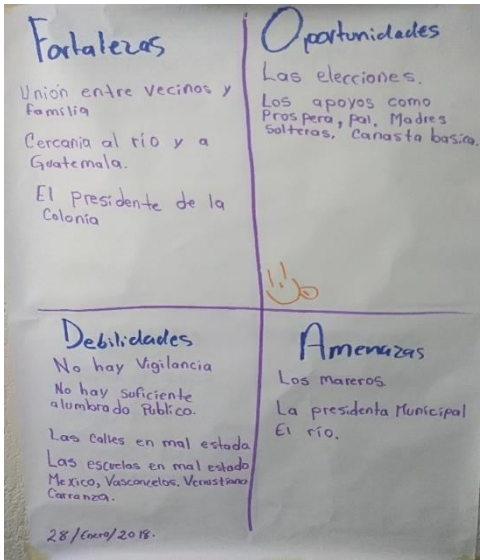 Fortalezas
Unión entre vecinos y
familia
Cercania al río y a
Guatemala.
El presidente de la
Colonia
Oportunidades
Las elecciones.
Los apoyos como
Prospera, pal. Madres
Solteras, Canasta basica.
Debilidades
No hay Vigilancia
No hay Suficiente
alumbrado Publico.
Las Calles en mal estado
Las escuelas en mal estado
Mexico, Vasconcelos. Venustiano
Carranza.
28/Enero/2018.
Amenazas
Los mareros
La presidenta Municipal
El río.